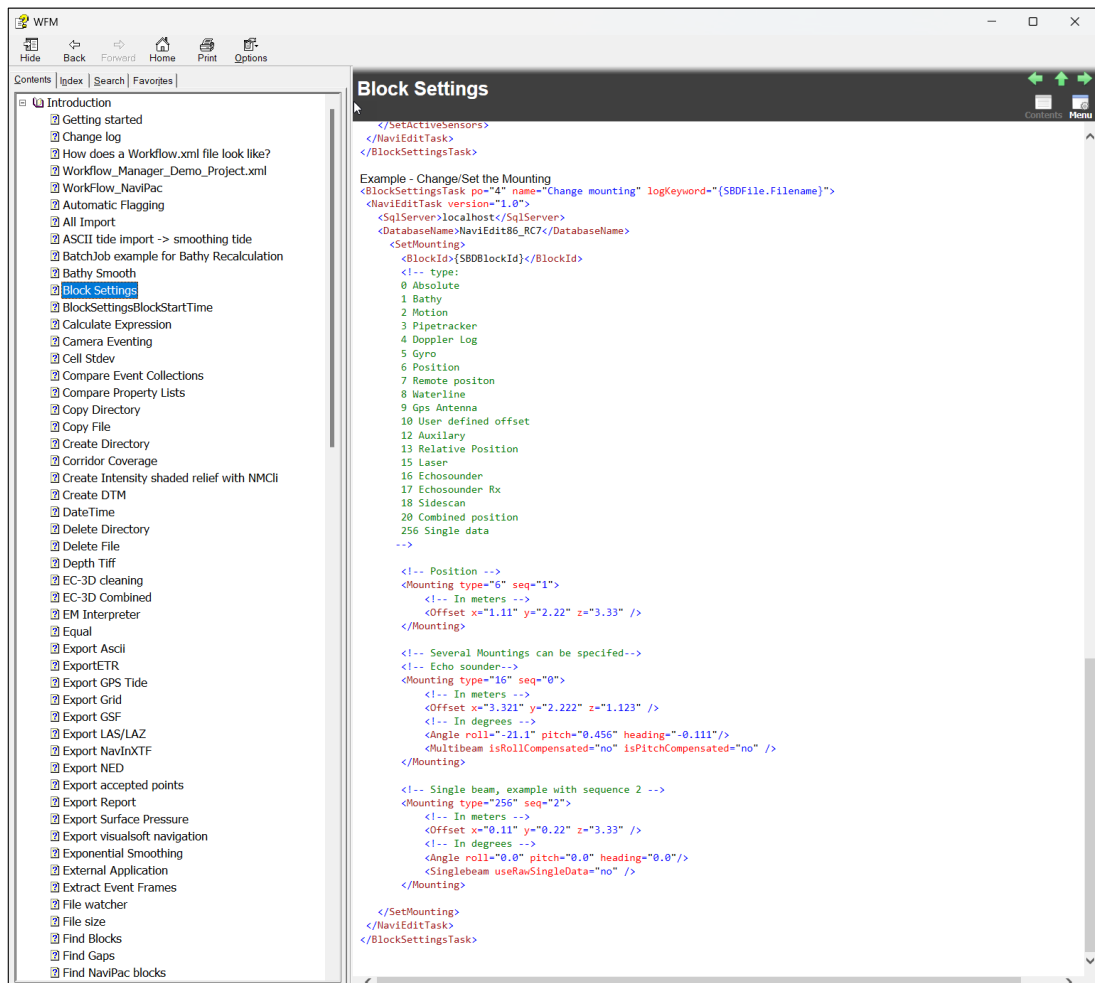 WFM
Hide Back Forward Home Print Options
Contents Index Search Favorites
Introduction
Getting started
Change log
How does a Workflow.xml file look like?
Workflow_Manager_Demo_Project.xml
WorkFlow_NaviPac
Automatic Flagging
All Import
ASCII tide import -> smoothing tide
BatchJob example for Bathy Recalculation
Bathy Smooth
Block Settings
BlockSettingsBlockStartTime
Calculate Expression
Camera Eventing
Cell Stdev
Compare Event Collections
Compare Property Lists
Copy Directory
Copy File
Create Directory
Corridor Coverage
Create Intensity shaded relief with NMCli
Create DTM
DateTime
Delete Directory
Delete File
Depth Tiff
EC-3D cleaning
EC-3D Combined
EM Interpreter
Equal
Export Ascii
ExportETR
Export GPS Tide
Export Grid
Export GSF
Export LAS/LAZ
Export NavInXTF
Export NED
Export accepted points
Export Report
Export Surface Pressure
Export visualsoft navigation
Exponential Smoothing
External Application
Extract Event Frames
File watcher
File size
Find Blocks
Find Gaps
Find NaviPac blocks
Block Settings
Contents Menu
</SetActiveSensors>
</NaviEditTask>
</BlockSettingsTask>
Example - Change/Set the Mounting
<BlockSettingsTask po="4" name="Change mounting" logKeyword="{SBDFile.Filename}">
<NaviEditTask version="1.0">
<SqlServer>localhost</SqlServer>
<DatabaseName>NaviEdit86_RC7</DatabaseName>
<SetMounting>
<BlockId>{SBDBlockId}</BlockId>
<!-- type:
0 Absolute
1 Bathy
2 Motion
3 Pipetracker
4 Doppler Log
5 Gyro
6 Position
7 Remote positon
8 Waterline
9 Gps Antenna
10 User defined offset
12 Auxilary
13 Relative Position
15 Laser
16 Echosounder
17 Echosounder Rx
18 Sidescan
20 Combined position
256 Single data
-->
<!-- Position -->
<Mounting type="6" seq="1">
<!-- In meters -->
<Offset x="1.11" y="2.22" z="3.33" />
</Mounting>
<!-- Several Mountings can be specifed-->
<!-- Echo sounder-->
<Mounting type="16" seq="0">
<!-- In meters -->
<Offset x="3.321" y="2.222" z="1.123" />
<!-- In degrees -->
<Angle roll="-21.1" pitch="0.456" heading="-0.111"/>
<Multibeam isRollCompensated="no" isPitchCompensated="no" />
</Mounting>
<!-- Single beam, example with sequence 2 -->
<Mounting type="256" seq="2">
<!-- In meters -->
<Offset x="0.11" y="0.22" z="3.33" />
<!-- In degrees -->
<Angle roll="0.0" pitch="0.0" heading="0.0"/>
<Singlebeam useRawSingleData="no" />
</Mounting>
</SetMounting>
</NaviEditTask>
</BlockSettingsTask>